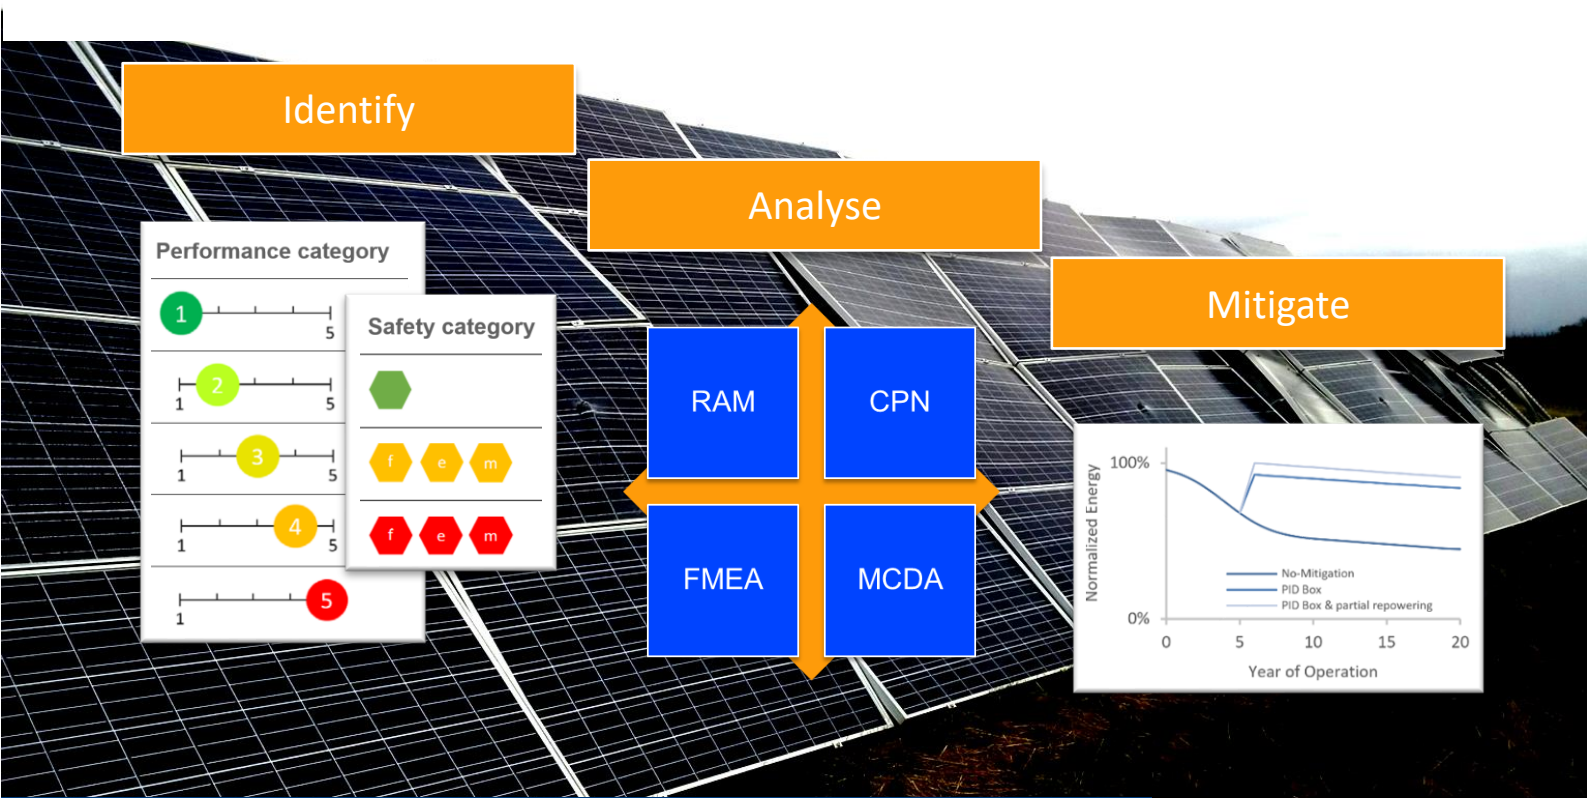 Identify
Analyse
Mitigate
Performance category
1
5
2
1
5
3
1
5
4
1
5
5
1
Safety category
f e m
f e m
RAM
CPN
FMEA
MCDA
Normalized Energy
100%
0%
No-Mitigation
PID Box
PID Box & partial repowering
0 5 10 15 20
Year of Operation